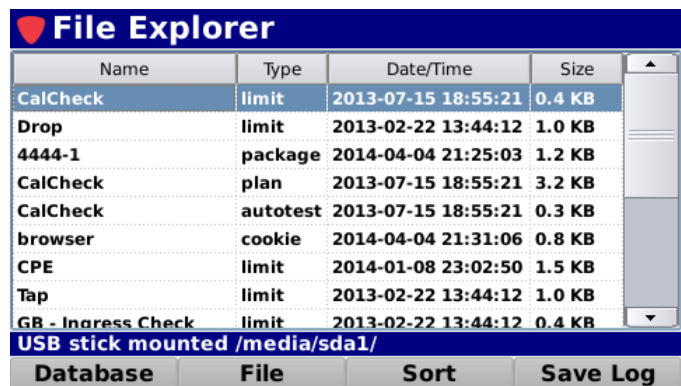 File Explorer
Name Type Date/Time Size
CalCheck limit 2013-07-15 18:55:21 0.4 KB
Drop limit 2013-02-22 13:44:12 1.0 KB
4444-1 package 2014-04-04 21:25:03 1.2 KB
CalCheck plan 2013-07-15 18:55:21 3.2 KB
CalCheck autotest 2013-07-15 18:55:21 0.3 KB
browser cookie 2014-04-04 21:31:06 0.8 KB
CPE limit 2014-01-08 23:02:50 1.5 KB
Tap limit 2013-02-22 13:44:12 1.0 KB
GB - Ingress Check limit 2013-02-22 13:44:12 0.4 KB
USB stick mounted /media/sda1/
Database File Sort Save Log